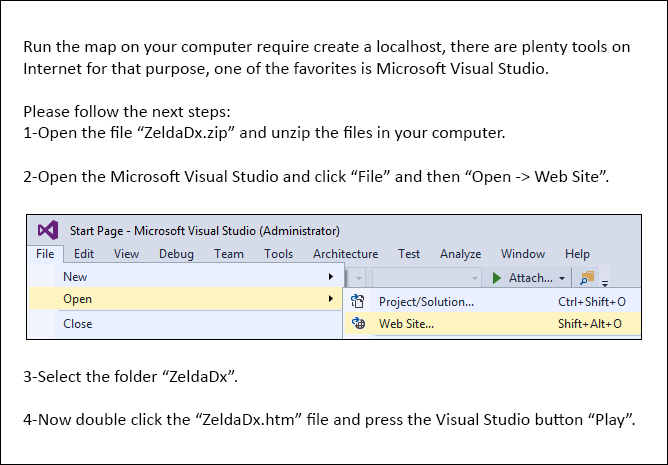 Run the map on your computer require create a localhost, there are plenty tools on
Internet for that purpose, one of the favorites is Microsoft Visual Studio.
Please follow the next steps:
1-Open the file “ZeldaDx.zip” and unzip the files in your computer.
2-Open the Microsoft Visual Studio and click “File” and then “Open -> Web Site”.
Start Page - Microsoft Visual Studio (Administrator)
File Edit View Debug Team Tools Architecture Test Analyze Window Help
New Attach...
Open Project/Solution... Ctrl+Shift+O
Close Web Site... Shift+Alt+O
3-Select the folder “ZeldaDx”.
4-Now double click the “ZeldaDx.htm” file and press the Visual Studio button “Play”.